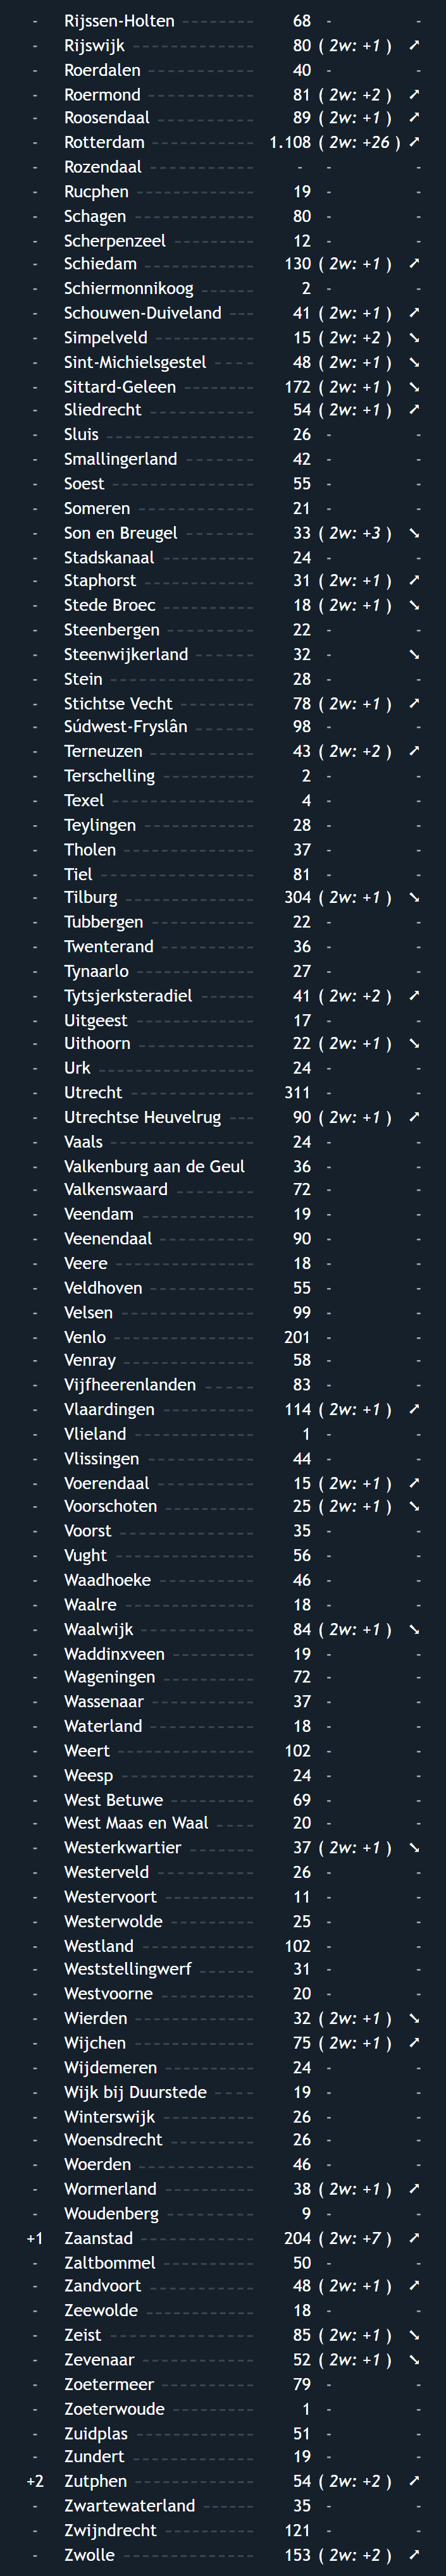 - Rijssen-Holten 68 - -
- Rijswijk 80 ( 2w: +1 ) ➚
- Roerdalen 40 - -
- Roermond 81 ( 2w: +2 ) ➚
- Roosendaal 89 ( 2w: +1 ) ➚
- Rotterdam 1.108 ( 2w: +26 ) ➚
- Rozendaal - - -
- Rucphen 19 - -
- Schagen 80 - -
- Scherpenzeel 12 - -
- Schiedam 130 ( 2w: +1 ) ➚
- Schiermonnikoog 2 - -
- Schouwen-Duiveland 41 ( 2w: +1 ) ➚
- Simpelveld 15 ( 2w: +2 ) ➘
- Sint-Michielsgestel 48 ( 2w: +1 ) ➘
- Sittard-Geleen 172 ( 2w: +1 ) ➘
- Sliedrecht 54 ( 2w: +1 ) ➚
- Sluis 26 - -
- Smallingerland 42 - -
- Soest 55 - -
- Someren 21 - -
- Son en Breugel 33 ( 2w: +3 ) ➘
- Stadskanaal 24 - -
- Staphorst 31 ( 2w: +1 ) ➚
- Stede Broec 18 ( 2w: +1 ) ➘
- Steenbergen 22 - -
- Steenwijkerland 32 ➘
- Stein 28 - -
- Stichtse Vecht 78 ( 2w: +1 ) ➚
- Súdwest-Fryslân 98 - -
- Terneuzen 43 ( 2w: +2 ) ➚
- Terschelling 2 - -
- Texel 4 - -
- Teylingen 28 - -
- Tholen 37 - -
- Tiel 81 - -
- Tilburg 304 ( 2w: +1 ) ➘
- Tubbergen 22 - -
- Twenterand 36 - -
- Tynaarlo 27 - -
- Tytsjerksteradiel 41 ( 2w: +2 ) ➚
- Uitgeest 17 - -
- Uithoorn 22 ( 2w: +1 ) ➘
- Urk 24 - -
- Utrecht 311 - -
- Utrechtse Heuvelrug 90 ( 2w: +1 ) ➚
- Vaals 24 - -
- Valkenburg aan de Geul 36 - -
- Valkenswaard 72 - -
- Veendam 19 - -
- Veenendaal 90 - -
- Veere 18 - -
- Veldhoven 55 - -
- Velsen 99 - -
- Venlo 201 - -
- Venray 58 - -
- Vijfheerenlanden 83 - -
- Vlaardingen 114 ( 2w: +1 ) ➚
- Vlieland 1 - -
- Vlissingen 44 - -
- Voerendaal 15 ( 2w: +1 ) ➚
- Voorschoten 25 ( 2w: +1 ) ➘
- Voorst 35 - -
- Vught 56 - -
- Waadhoeke 46 - -
- Waalre 18 - -
- Waalwijk 84 ( 2w: +1 ) ➘
- Waddinxveen 19 - -
- Wageningen 72 - -
- Wassenaar 37 - -
- Waterland 18 - -
- Weert 102 - -
- Weesp 24 - -
- West Betuwe 69 - -
- West Maas en Waal 20 - -
- Westerkwartier 37 ( 2w: +1 ) ➘
- Westerveld 26 - -
- Westervoort 11 - -
- Westerwolde 25 - -
- Westland 102 - -
- Weststellingwerf 31 - -
- Westvoorne 20 - -
- Wierden 32 ( 2w: +1 ) ➘
- Wijchen 75 ( 2w: +1 ) ➚
- Wijdemeren 24 - -
- Wijk bij Duurstede 19 - -
- Winterswijk 26 - -
- Woensdrecht 26 - -
- Woerden 46 - -
- Wormerland 38 ( 2w: +1 ) ➚
- Woudenberg 9 - -
+1 Zaanstad 204 ( 2w: +7 ) ➚
- Zaltbommel 50 - -
- Zandvoort 48 ( 2w: +1 ) ➚
- Zeewolde 18 - -
- Zeist 85 ( 2w: +1 ) ➘
- Zevenaar 52 ( 2w: +1 ) ➘
- Zoetermeer 79 - -
- Zoeterwoude 1 - -
- Zuidplas 51 - -
- Zundert 19 - -
+2 Zutphen 54 ( 2w: +2 ) ➚
- Zwartewaterland 35 - -
- Zwijndrecht 121 - -
- Zwolle 153 ( 2w: +2 ) ➚